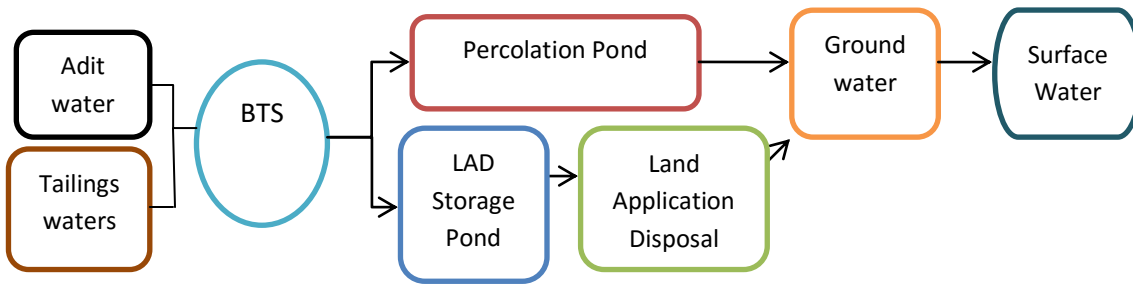 Adit
water
Tailings
waters
BTS
Percolation Pond
LAD
Storage
Pond
Land
Application
Disposal
Ground
water
Surface
Water